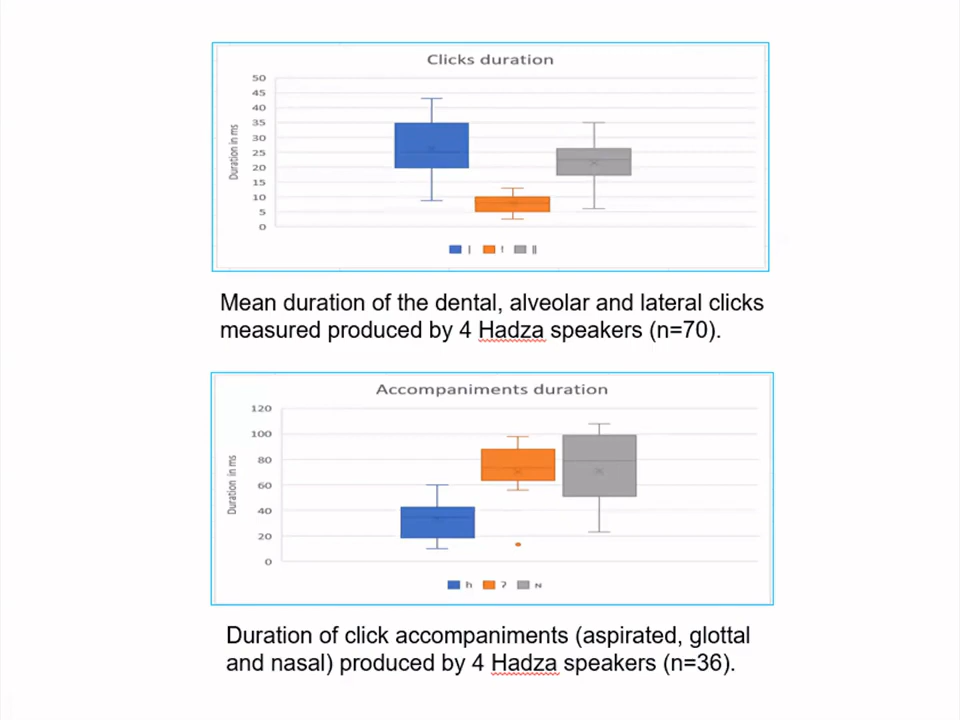 Clicks duration
50
45
40
35
30
25
20
15
10
5
0
Duration in ms
| ! ||
Mean duration of the dental, alveolar and lateral clicks
measured produced by 4 Hadza speakers (n=70).
Accompaniments duration
120
100
80
60
40
20
0
Duration in ms
h ʔ N
Duration of click accompaniments (aspirated, glottal
and nasal) produced by 4 Hadza speakers (n=36).